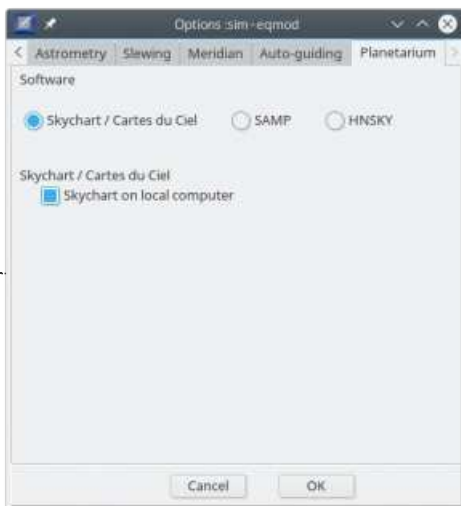 Options :sim-eqmod
Astrometry Slewing Meridian Auto-guiding Planetarium
Software
Skychart / Cartes du Ciel SAMP HNSKY
Skychart / Cartes du Ciel
Skychart on local computer
Cancel OK